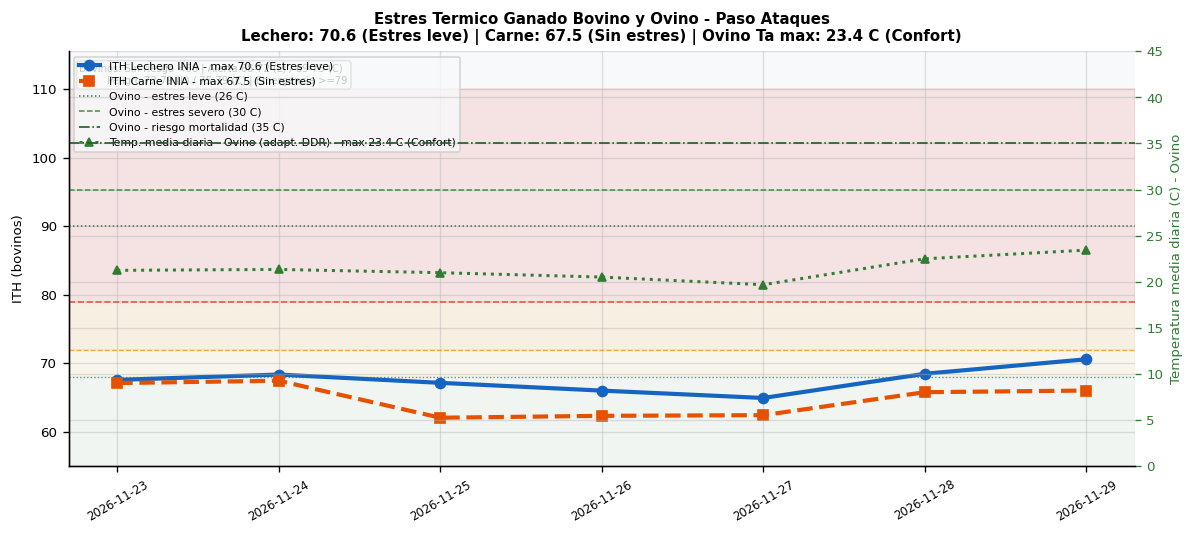 Estres Termico Ganado Bovino y Ovino - Paso Ataques
Lechero: 70.6 (Estres leve) | Carne: 67.5 (Sin estres) | Ovino Ta max: 23.4 C (Confort)
ITH Lechero INIA - max 70.6 (Estres leve)
ITH Carne INIA - max 67.5 (Sin estres)
Ovino - estres leve (26 C)
Ovino - estres severo (30 C)
Ovino - riesgo mortalidad (35 C)
Temp. media diaria - Ovino (adapt. DDR) - max 23.4 C (Confort)
>=79
ITH (bovinos)
110
100
90
80
70
60
45
40
35
30
25
20
15
10
5
0
Temperatura media diaria (C) - Ovino
2026-11-23
2026-11-24
2026-11-25
2026-11-26
2026-11-27
2026-11-28
2026-11-29